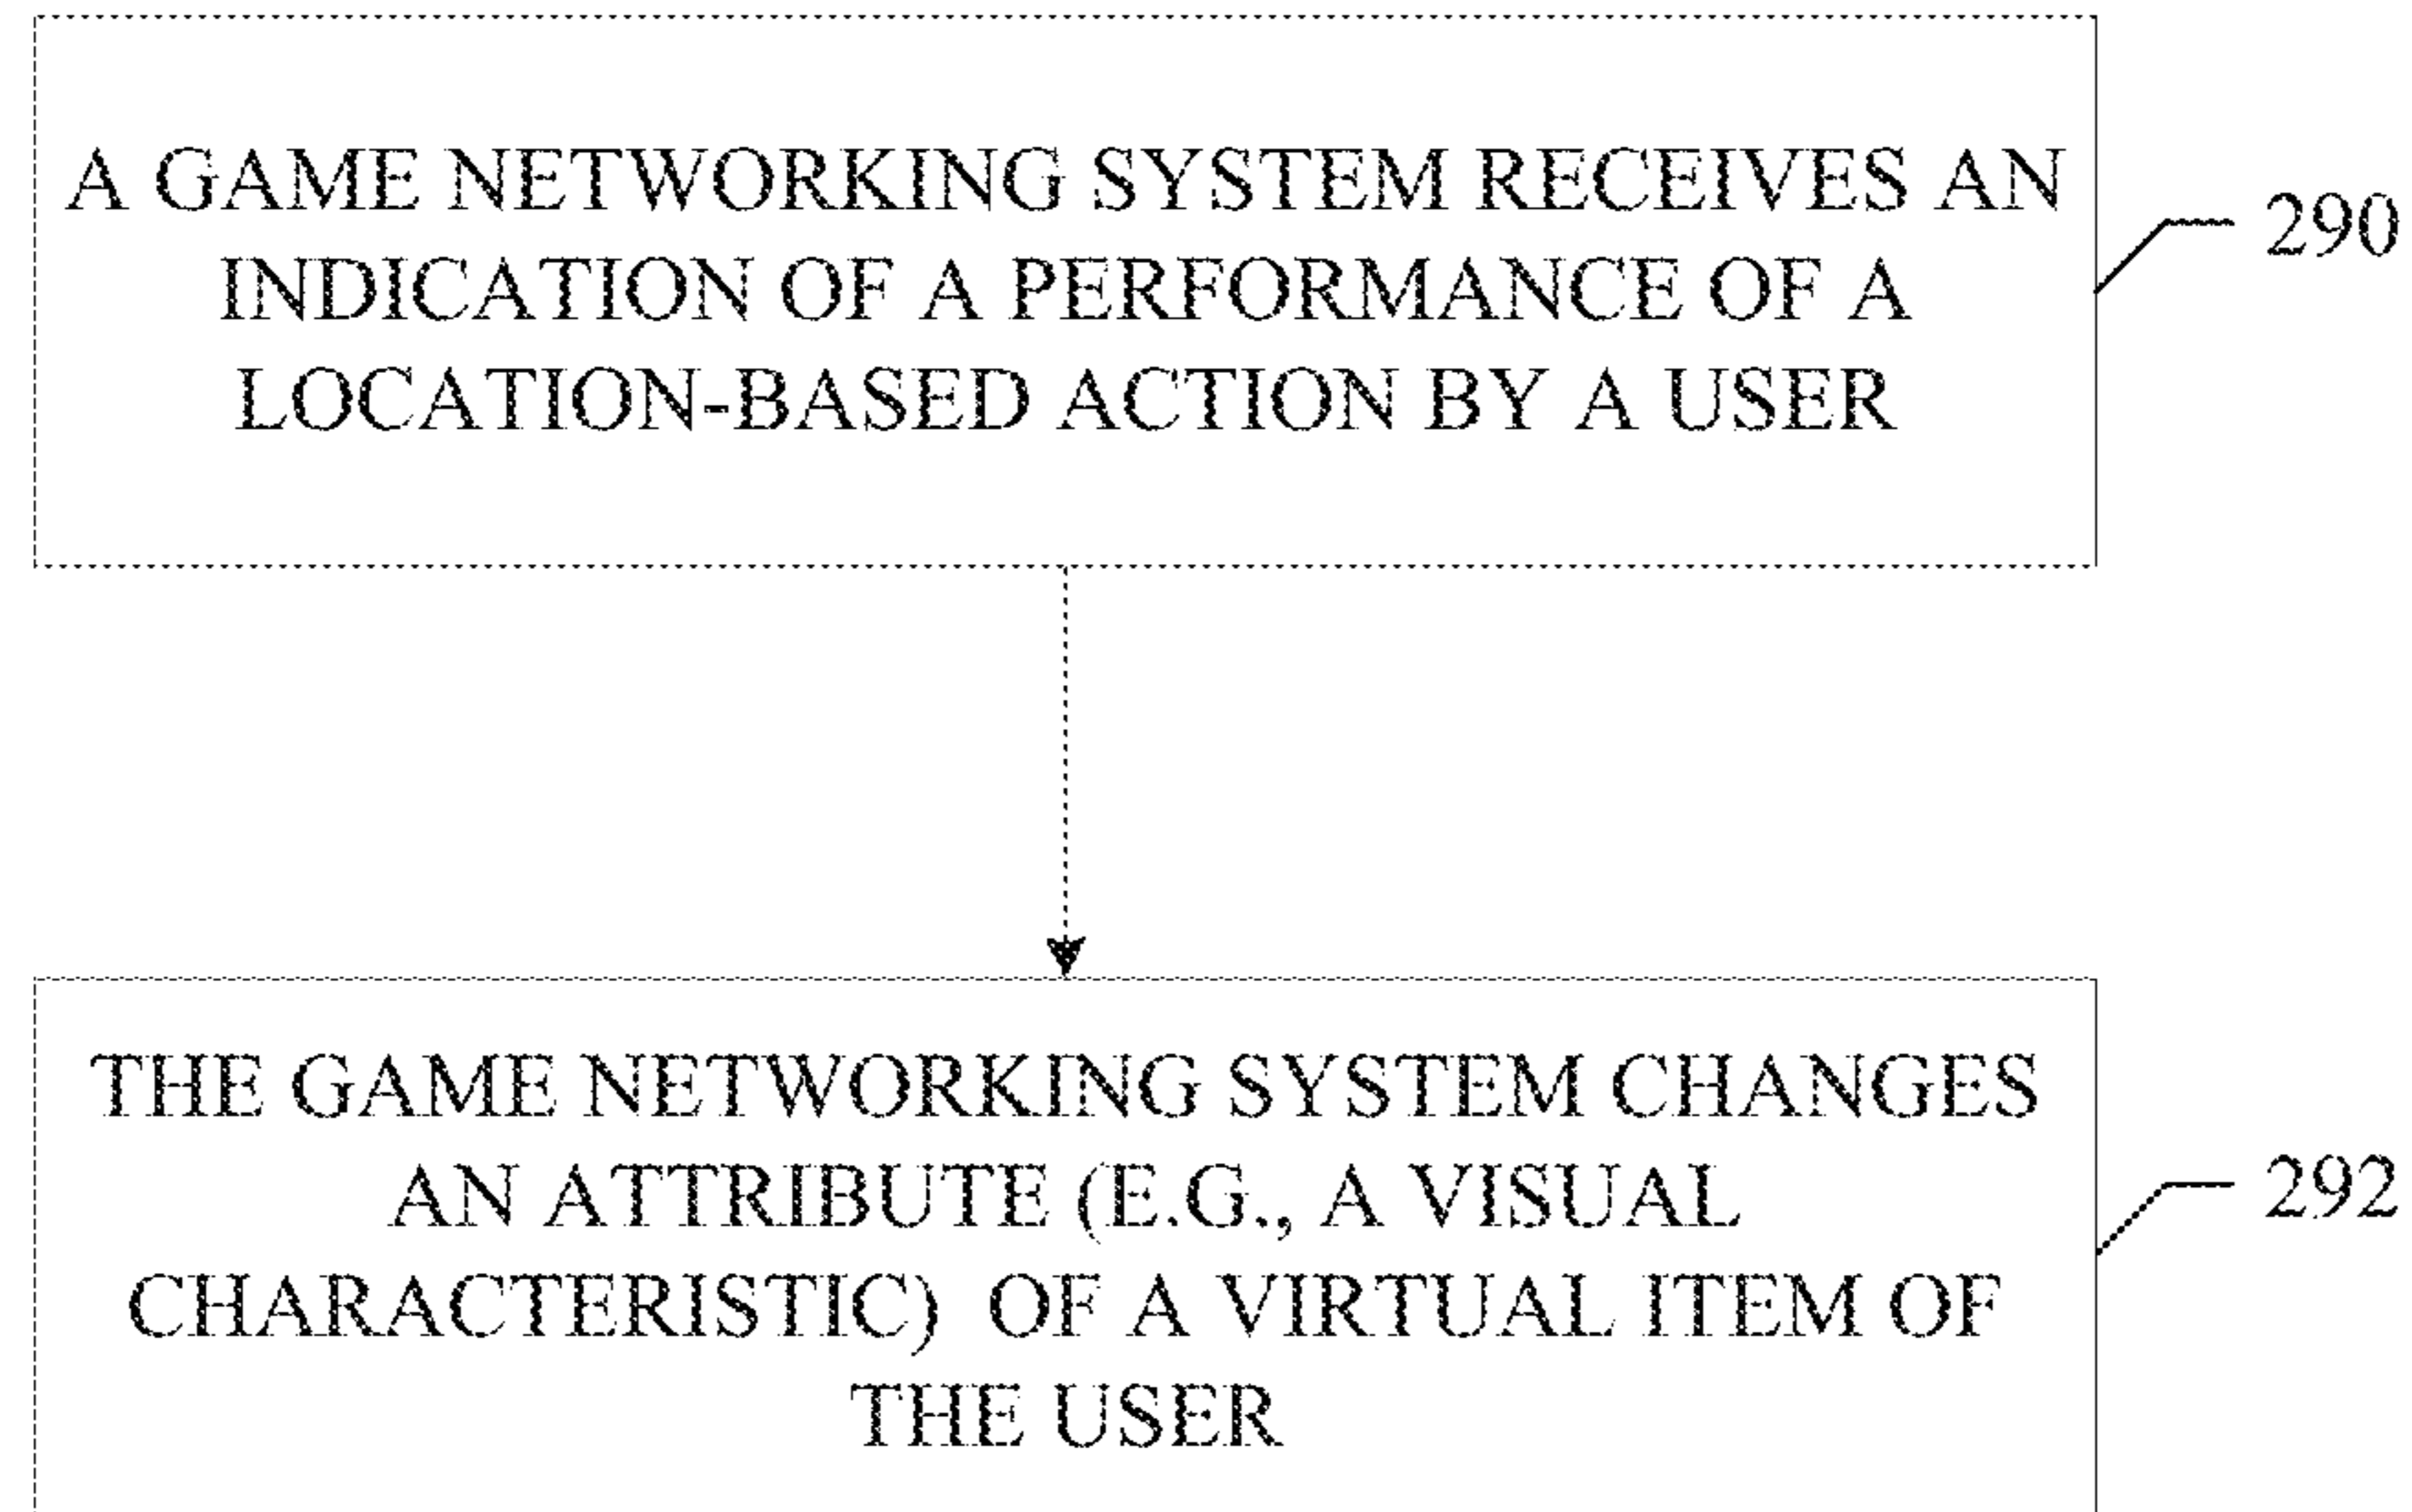 A GAME NETWORKING SYSTEM RECEIVES AN
INDICATION OF A PERFORMANCE OF A
LOCATION-BASED ACTION BY A USER
290
THE GAME NETWORKING SYSTEM CHANGES
AN ATTRIBUTE (E.G., A VISUAL
CHARACTERISTIC) OF A VIRTUAL ITEM OF
THE USER
292